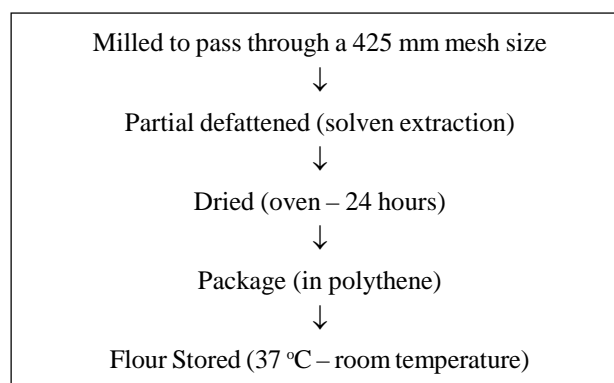 Milled to pass through a 425 mm mesh size
↓
Partial defattened (solven extraction)
↓
Dried (oven – 24 hours)
↓
Package (in polythene)
↓
Flour Stored (37 °C – room temperature)